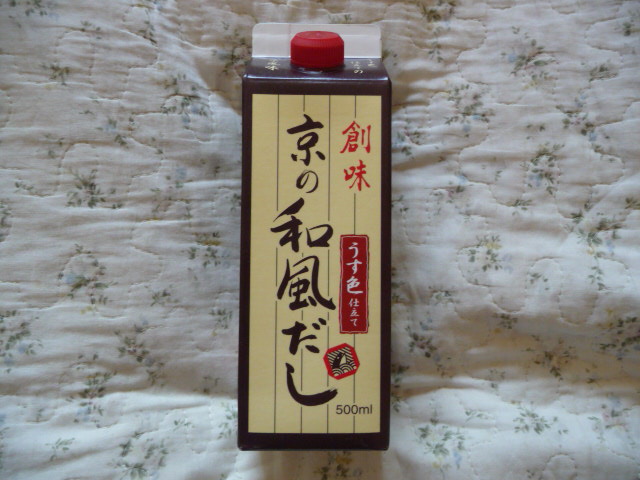 創味
京の和風だし
うす色仕立て
500ml